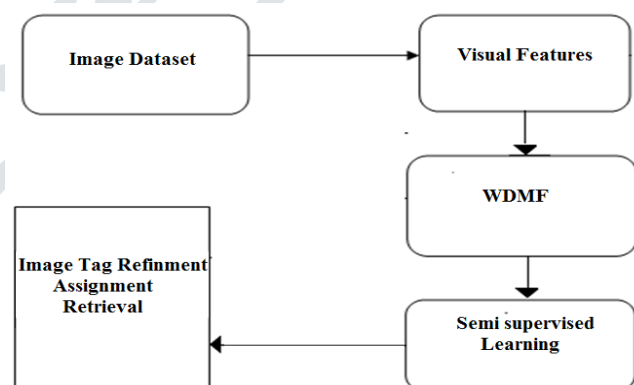 Image Dataset
Visual Features
WDMF
Semi supervised
Learning
Image Tag Refinment
Assignment
Retrieval